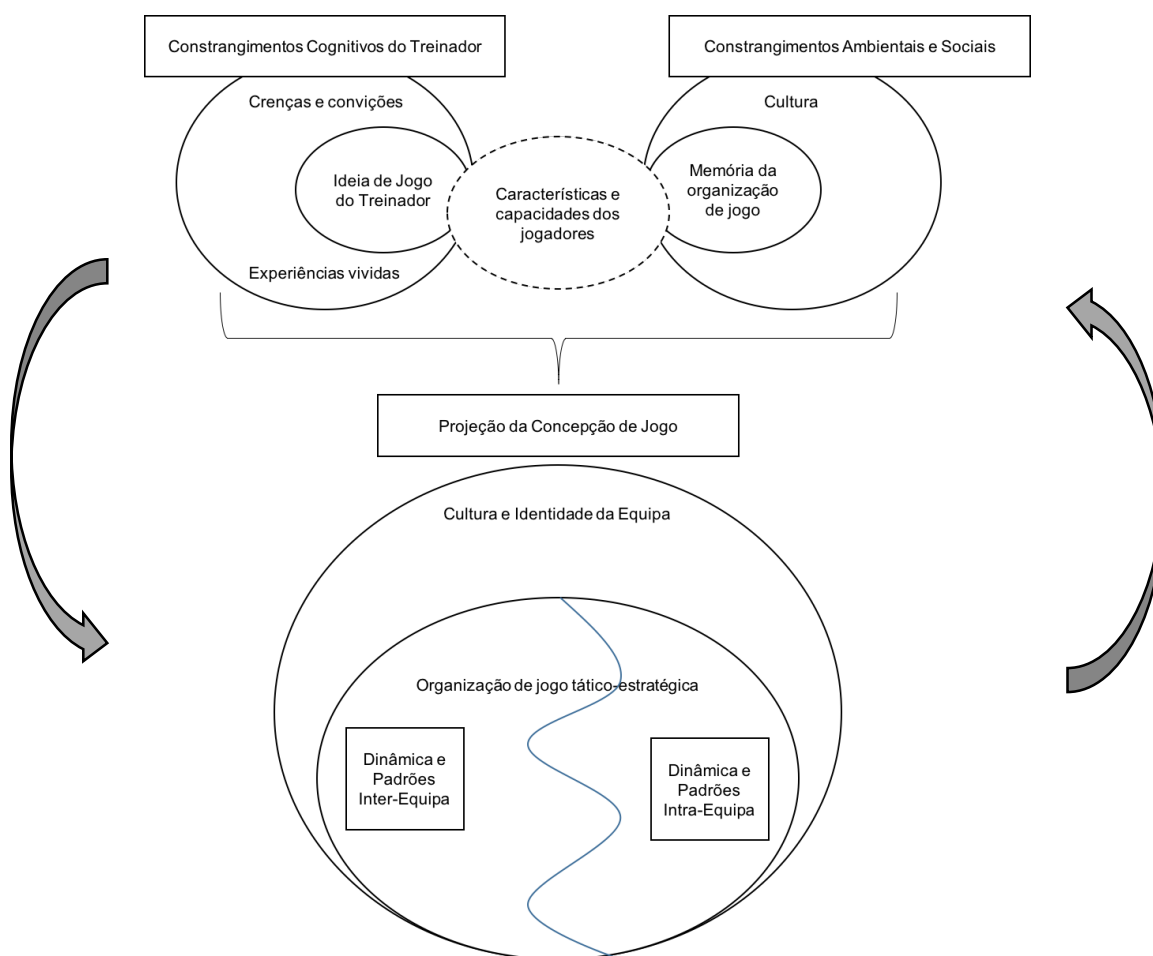 Constrangimentos Cognitivos do Treinador
Constrangimentos Ambientais e Sociais
Crenças e convições
Cultura
Ideia de Jogo
do Treinador
Características e
capacidades dos
jogadores
Memória da
organização
de jogo
Experiências vividas
Projeção da Concepção de Jogo
Cultura e Identidade da Equipa
Organização de jogo tático-estratégica
Dinâmica e
Padrões
Inter-Equipa
Dinâmica e
Padrões
Intra-Equipa